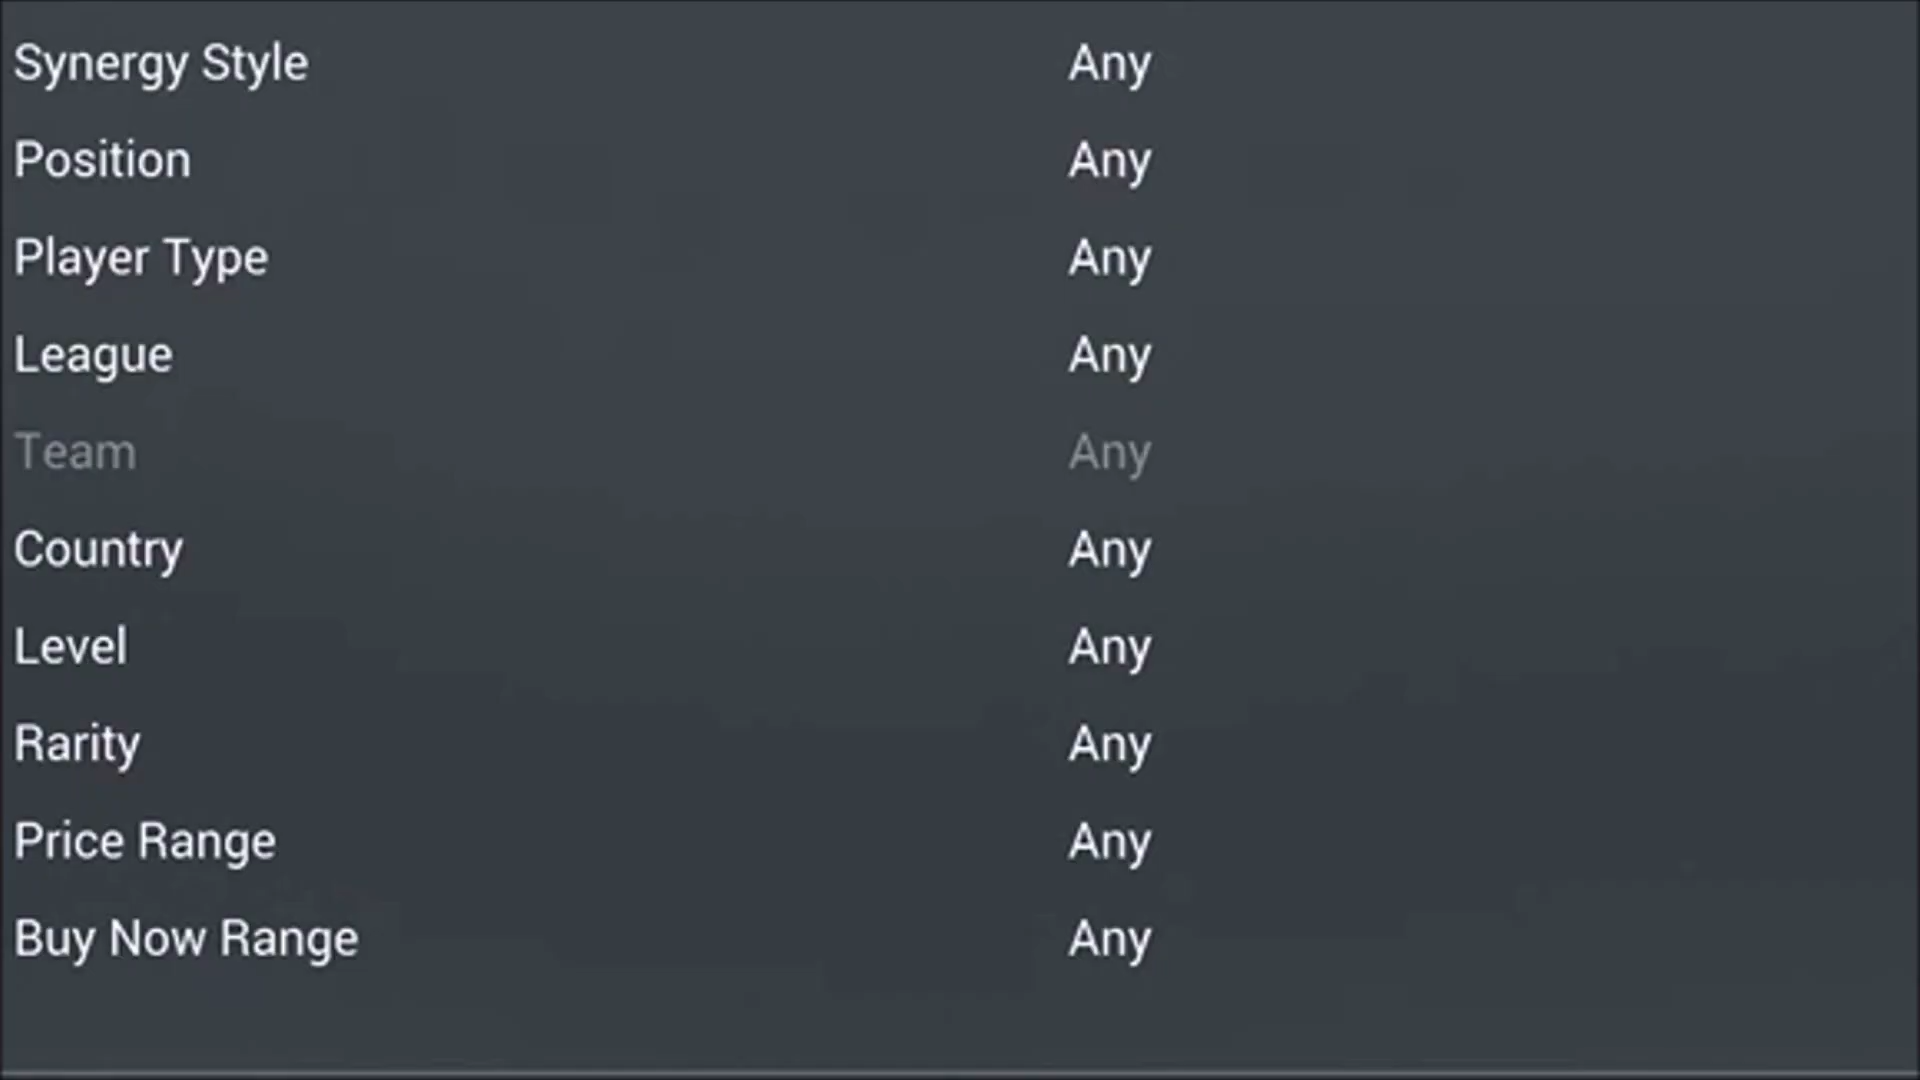 Synergy Style Any
Position Any
Player Type Any
League Any
Team Any
Country Any
Level Any
Rarity Any
Price Range Any
Buy Now Range Any